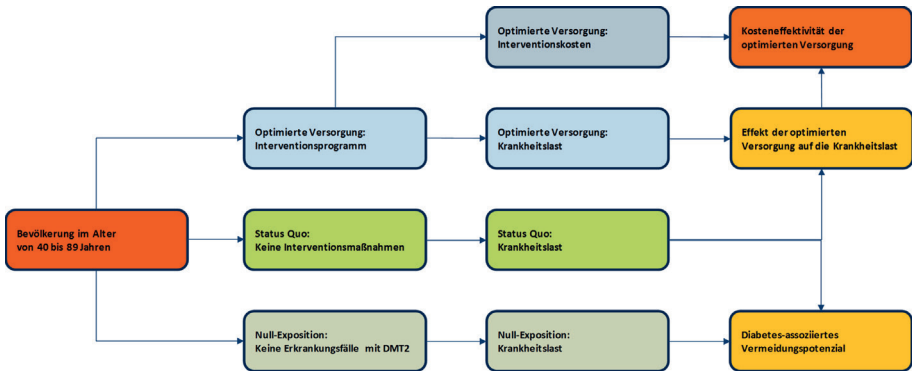 Optimierte Versorgung:
Interventionskosten
Kosteneffektivität der
optimierten Versorgung
Optimierte Versorgung:
Interventionsprogramm
Optimierte Versorgung:
Krankheitslast
Effekt der optimierten
Versorgung auf die Krankheitslast
Bevölkerung im Alter
von 40 bis 89 Jahren
Status Quo:
Keine Interventionsmaßnahmen
Status Quo:
Krankheitslast
Null-Exposition:
Keine Erkrankungsfälle mit DMT2
Null-Exposition:
Krankheitslast
Diabetes-assoziiertes
Vermeidungspotenzial